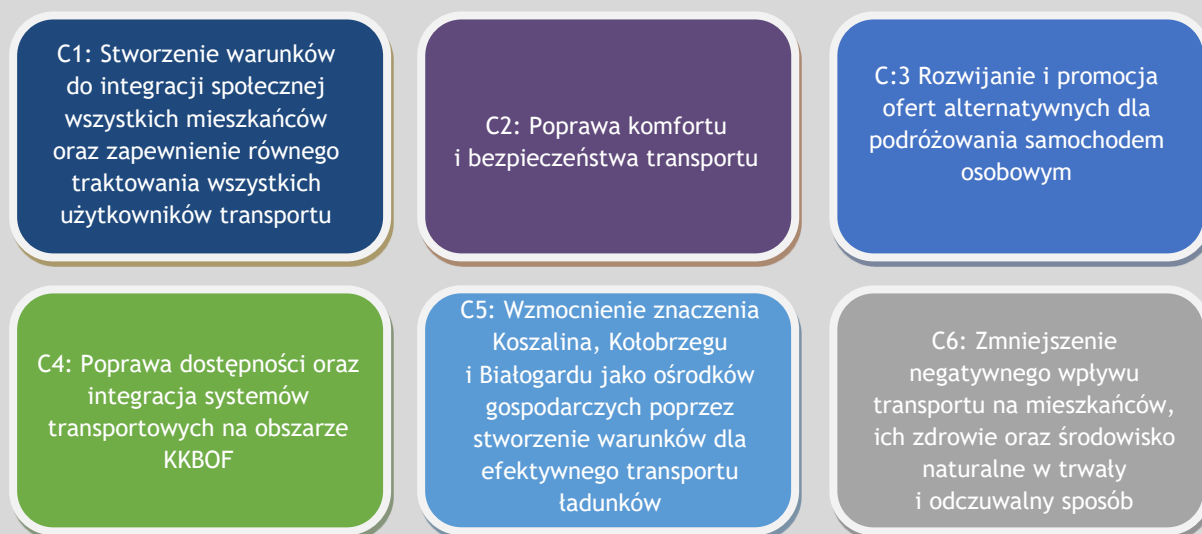 C1: Stworzenie warunków
do integracji społecznej
wszystkich mieszkańców
oraz zapewnienie równego
traktowania wszystkich
użytkowników transportu
C2: Poprawa komfortu
i bezpieczeństwa transportu
C:3 Rozwijanie i promocja
ofert alternatywnych dla
podróżowania samochodem
osobowym
C4: Poprawa dostępności oraz
integracja systemów
transportowych na obszarze
KKBOF
C5: Wzmocnienie znaczenia
Koszalina, Kołobrzegu
i Białogardu jako ośrodków
gospodarczych poprzez
stworzenie warunków dla
efektywnego transportu
ładunków
C6: Zmniejszenie
negatywnego wpływu
transportu na mieszkańców,
ich zdrowie oraz środowisko
naturalne w trwały
i odczuwalny sposób